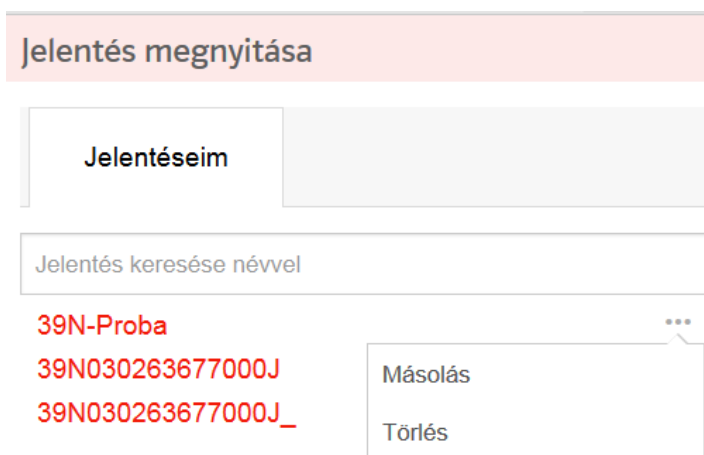 Jelentés megnyitása
Jelentéseim
Jelentés keresése névvel
39N-Proba
39N030263677000J
Másolás
39N030263677000J_
Törlés